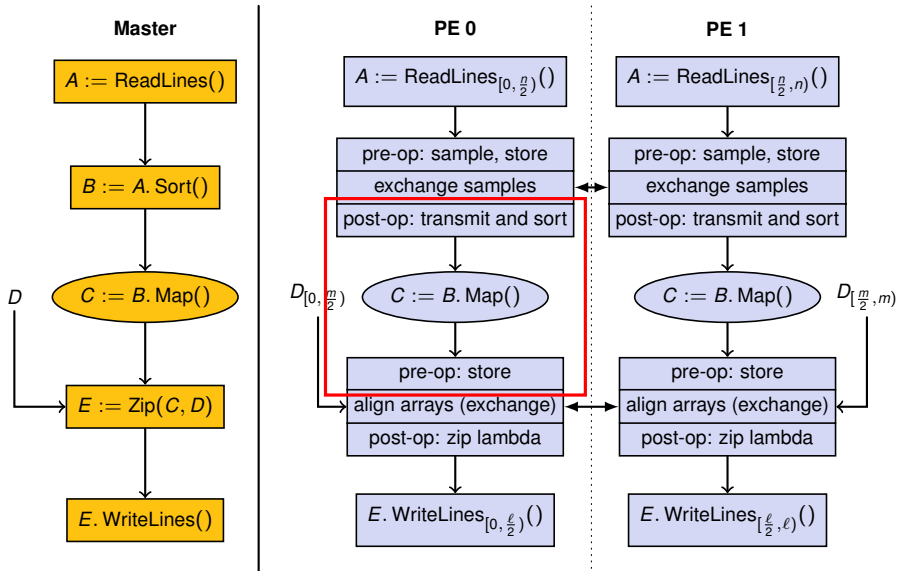 Master
PE 0
PE 1
A := ReadLines()
A := ReadLines[0, n/2)()
A := ReadLines[n/2, n)()
pre-op: sample, store
pre-op: sample, store
B := A. Sort()
exchange samples
exchange samples
post-op: transmit and sort
post-op: transmit and sort
D
C := B. Map()
D[0, m/2)
C := B. Map()
C := B. Map()
D[m/2, m)
pre-op: store
pre-op: store
E := Zip(C, D)
align arrays (exchange)
align arrays (exchange)
post-op: zip lambda
post-op: zip lambda
E. WriteLines()
E. WriteLines[0, ℓ/2)()
E. WriteLines[ℓ/2, ℓ)()